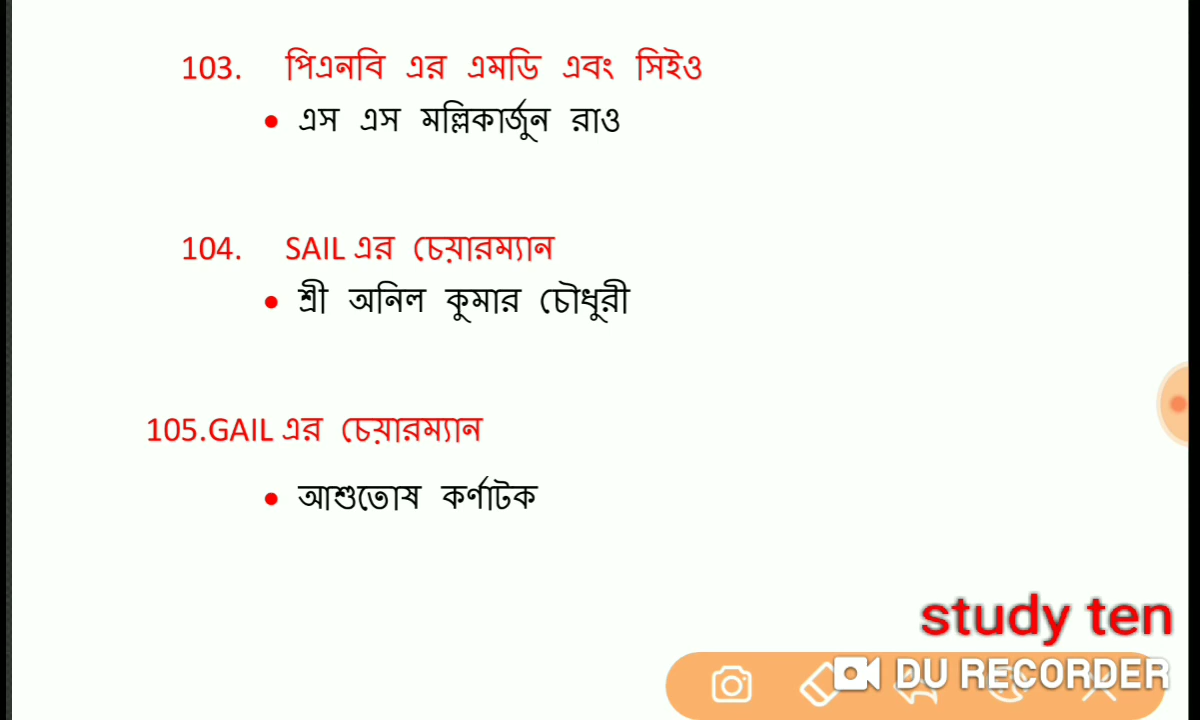 103. পিএনবি এর এমডি এবং সিইও
• এস এস মল্লিকার্জুন রাও
104. SAIL এর চেয়ারম্যান
• শ্রী অনিল কুমার চৌধুরী
105.GAIL এর চেয়ারম্যান
• আশুতোষ কর্ণাটক
study ten
DU RECORDER